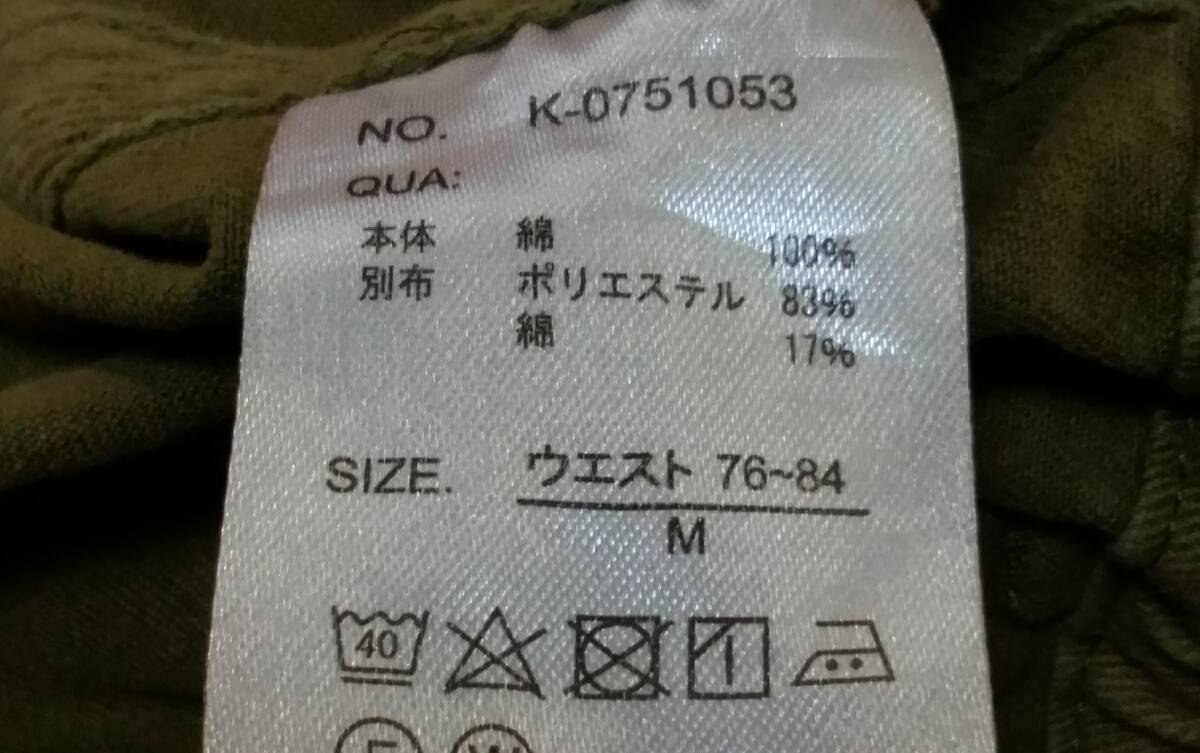 NO. K-0751053
QUA:
本体 綿 100%
別布 ポリエステル 83%
綿 17%
SIZE. ウエスト 76~84
M
40